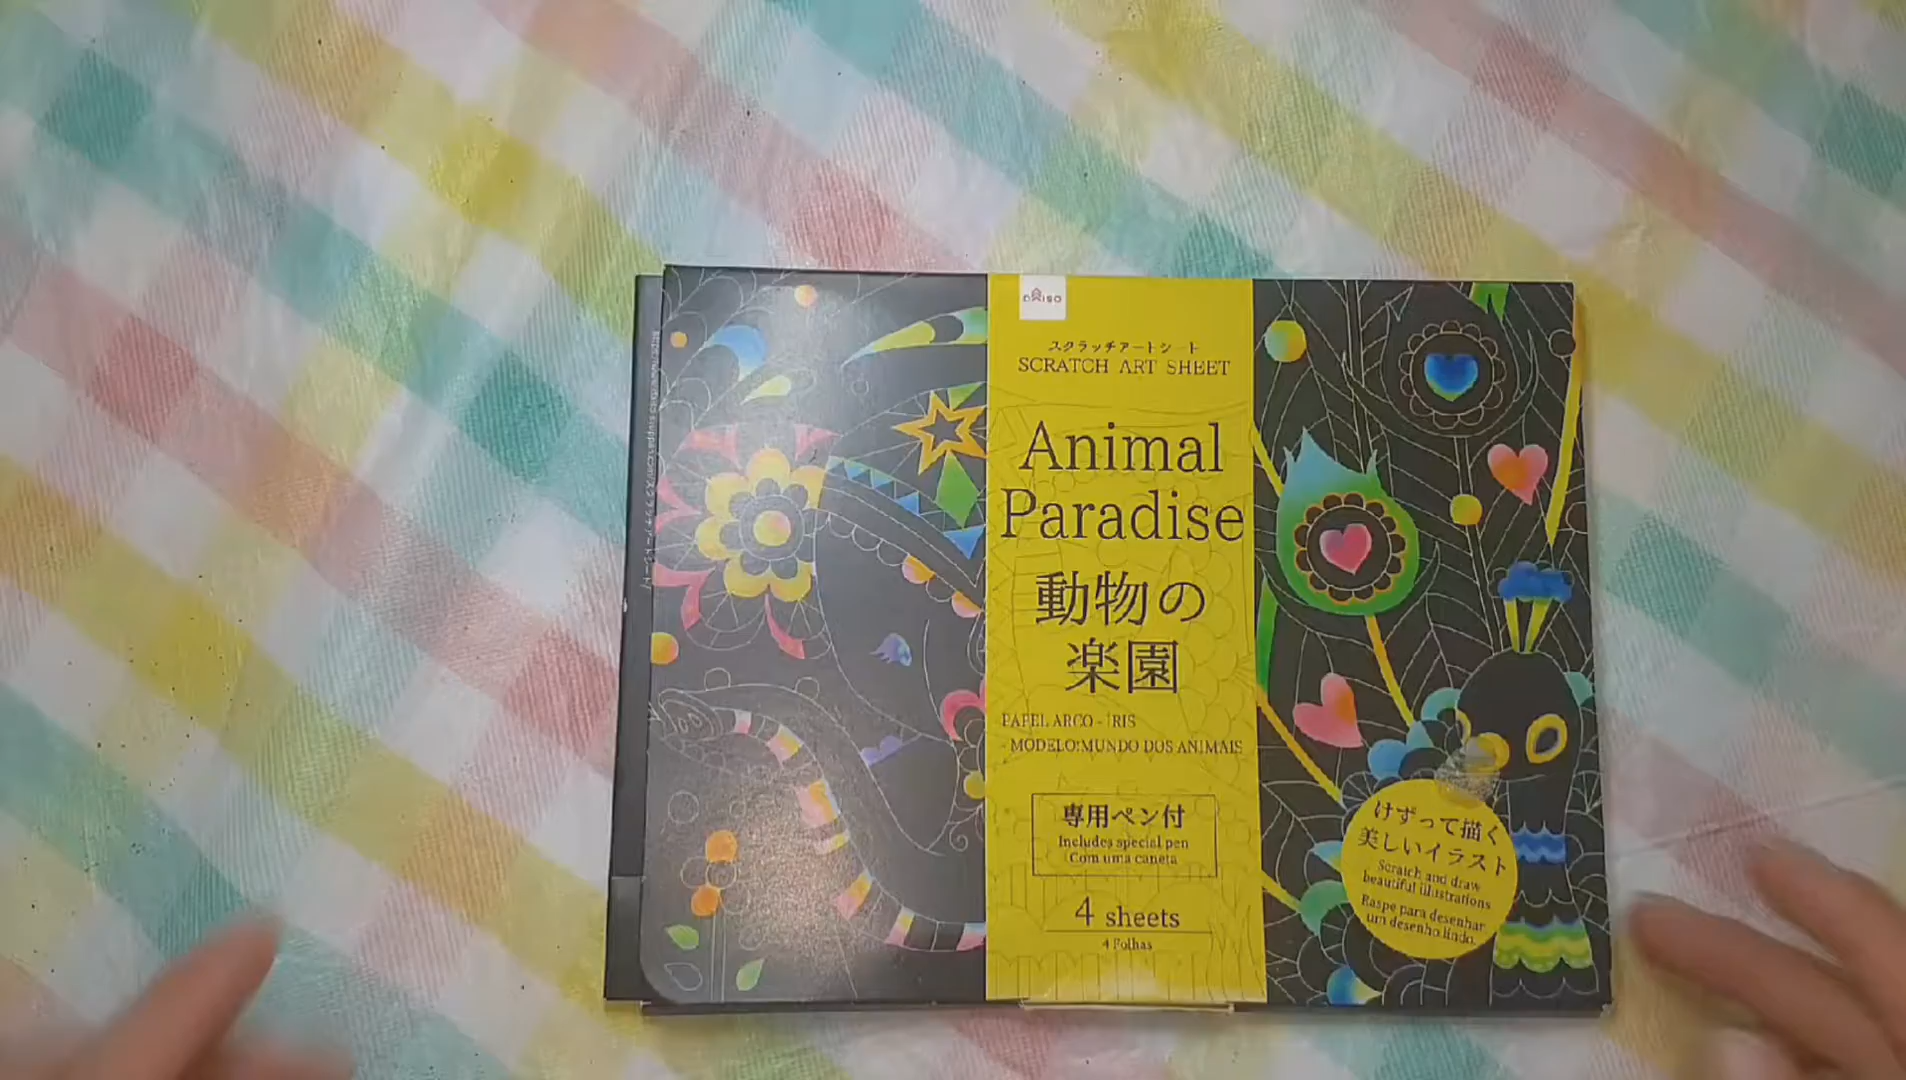 DAISO
スクラッチアートシート
SCRATCH ART SHEET
Animal
Paradise
動物の
楽園
PAPEL ARCO - ÍRIS
- MODELO:MUNDO DOS ANIMAIS
専用ペン付
Includes special pen
Com uma caneta
4 sheets
4 Folhas
けずって描く
美しいイラスト
Scratch and draw
beautiful illustrations
Raspe para desenhar
um desenho lindo.